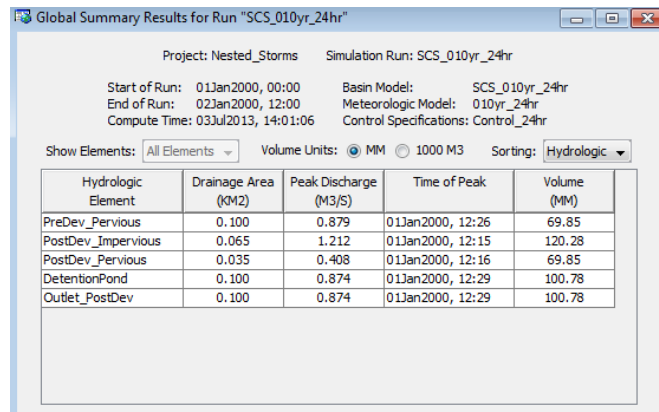 Global Summary Results for Run "SCS_010yr_24hr"
Project: Nested_Storms Simulation Run: SCS_010yr_24hr
Start of Run: 01Jan2000, 00:00 Basin Model: SCS_010yr_24hr
End of Run: 02Jan2000, 12:00 Meteorologic Model: 010yr_24hr
Compute Time: 03Jul2013, 14:01:06 Control Specifications: Control_24hr
Show Elements: All Elements Volume Units: MM 1000 M3 Sorting: Hydrologic
Hydrologic Drainage Area Peak Discharge Time of Peak Volume
Element (KM2) (M3/S) (MM)
PreDev_Pervious 0.100 0.879 01Jan2000, 12:26 69.85
PostDev_Impervious 0.065 1.212 01Jan2000, 12:15 120.28
PostDev_Pervious 0.035 0.408 01Jan2000, 12:16 69.85
DetentionPond 0.100 0.874 01Jan2000, 12:29 100.78
Outlet_PostDev 0.100 0.874 01Jan2000, 12:29 100.78